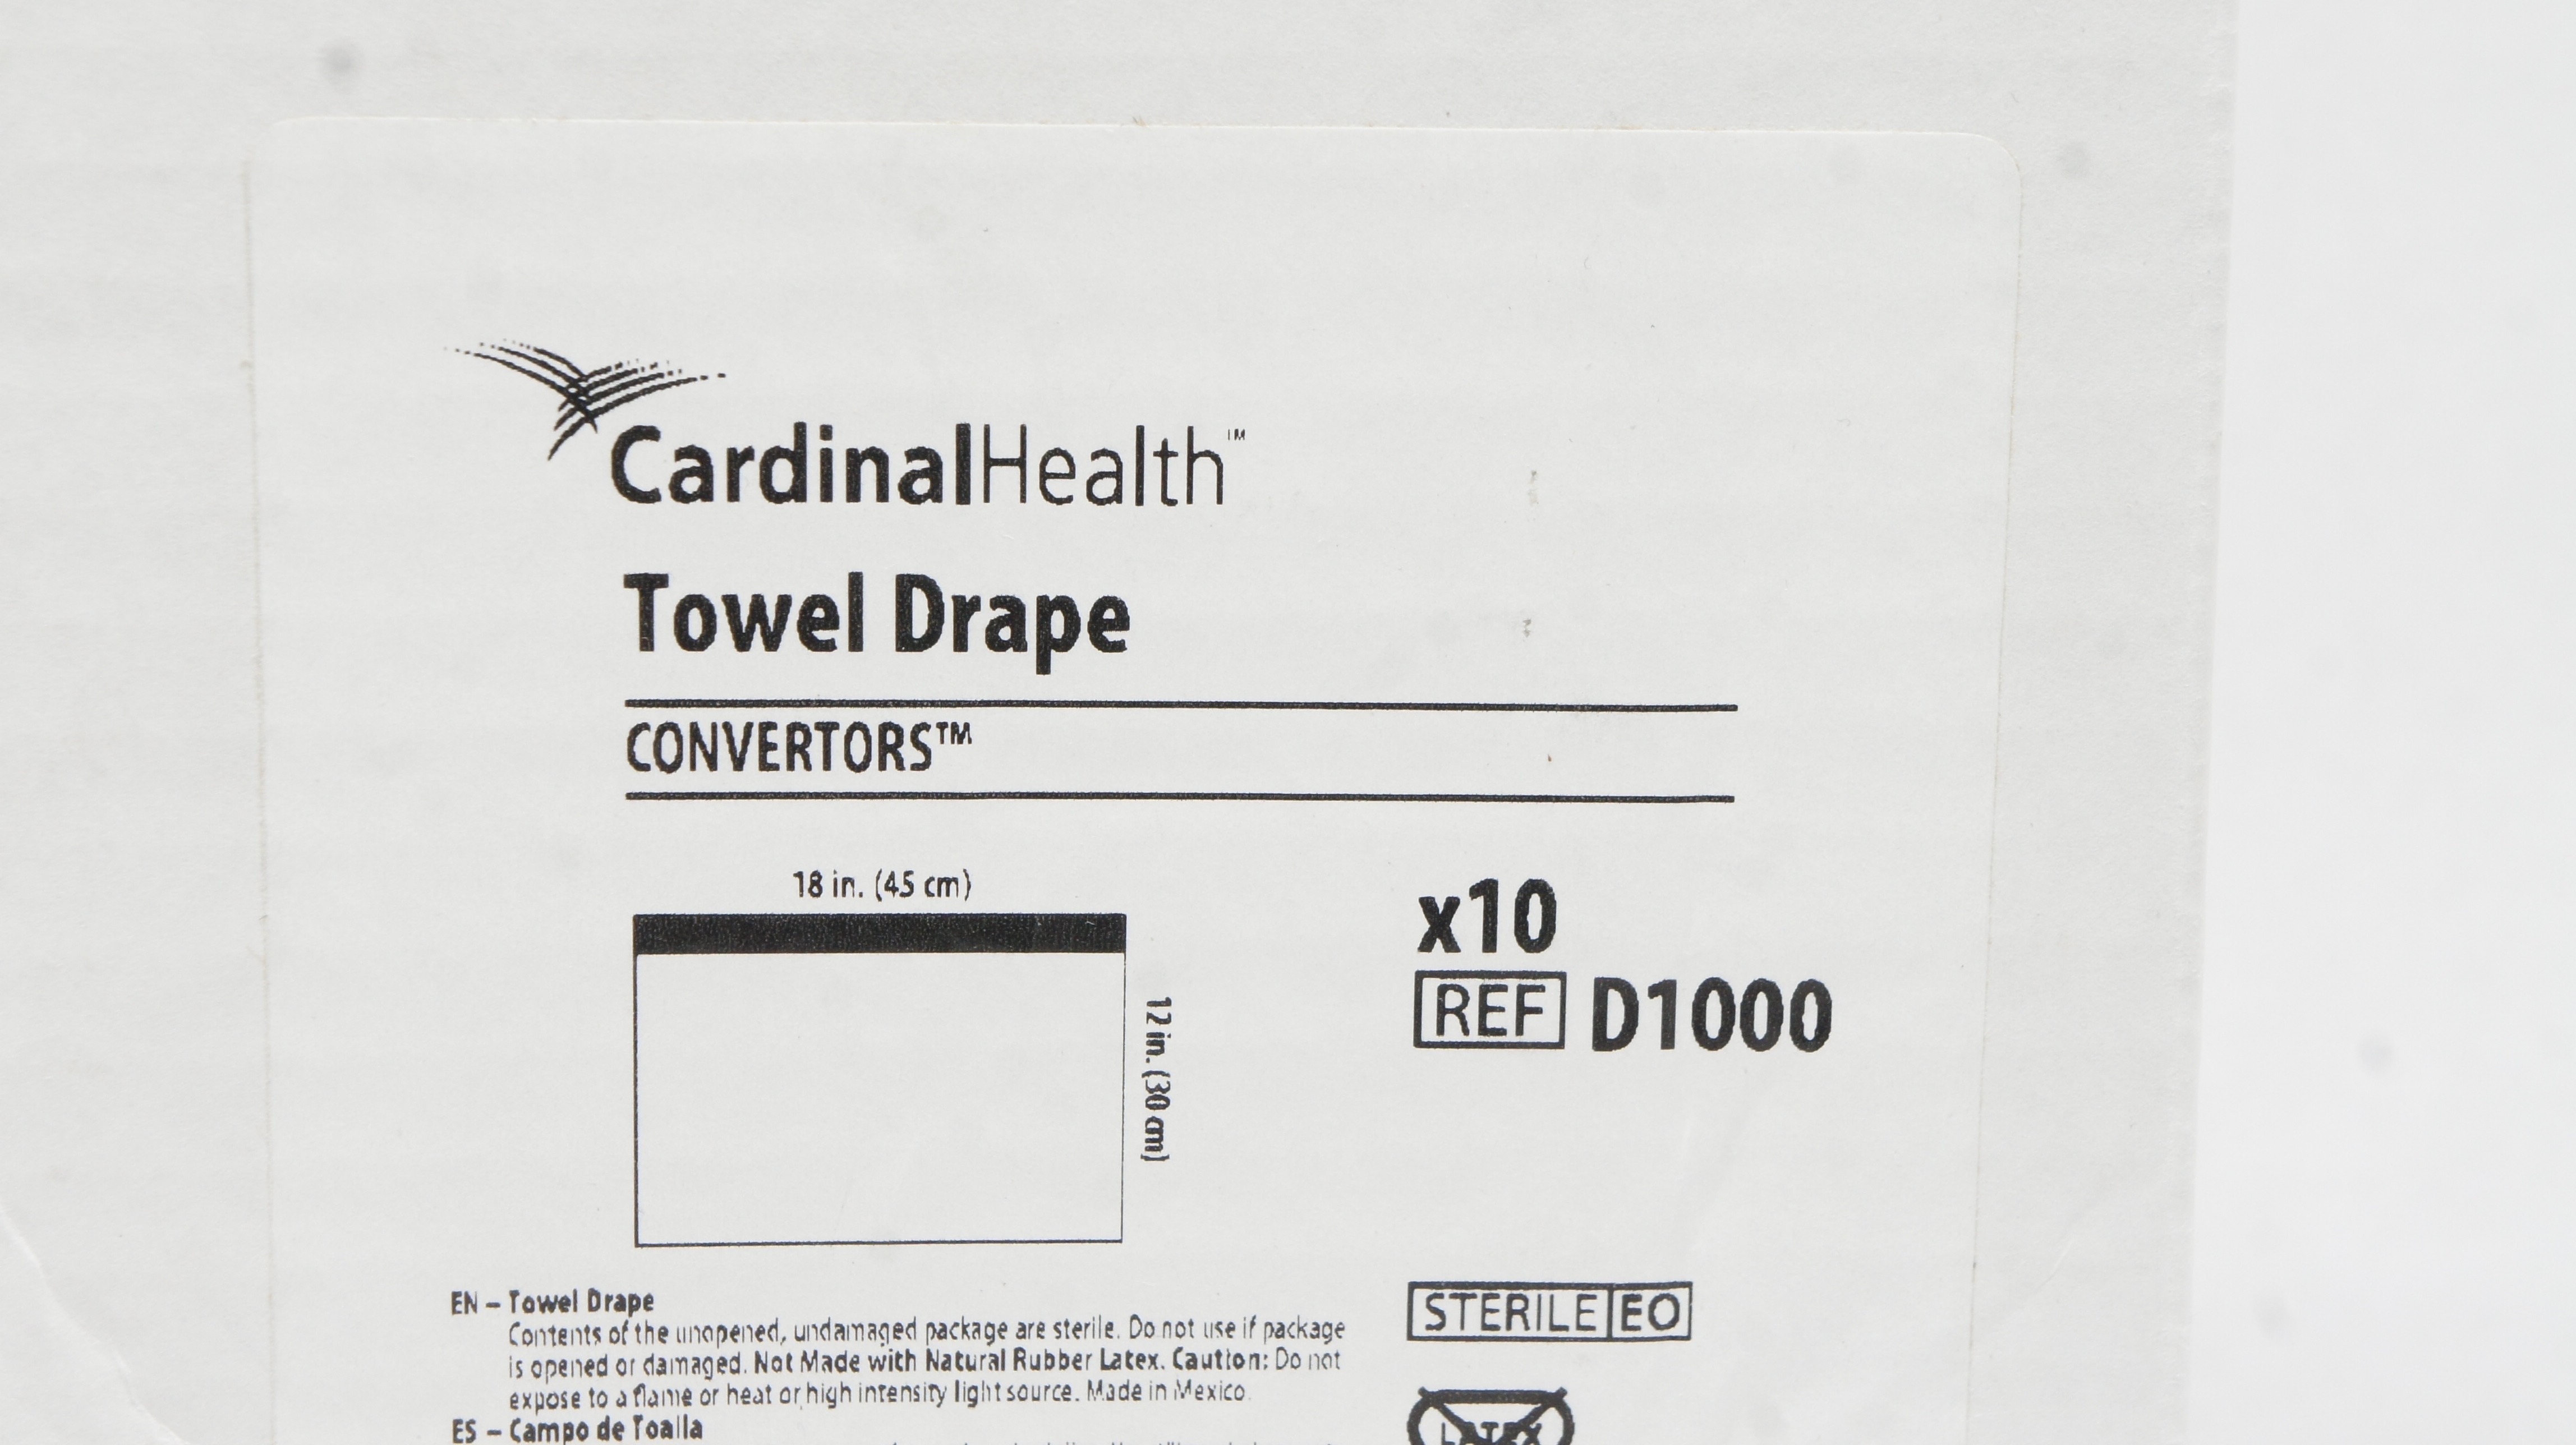 CardinalHealth™
Towel Drape
CONVERTORS™
18 in. (45 cm)
12 in. (30 cm)
x10
REF D1000
EN – Towel Drape
Contents of the unopened, undamaged package are sterile. Do not use if package
is opened or damaged. Not Made with Natural Rubber Latex. Caution: Do not
expose to a flame or heat or high intensity light source. Made in Mexico.
ES – Campo de Toalla
STERILE EO
LATEX